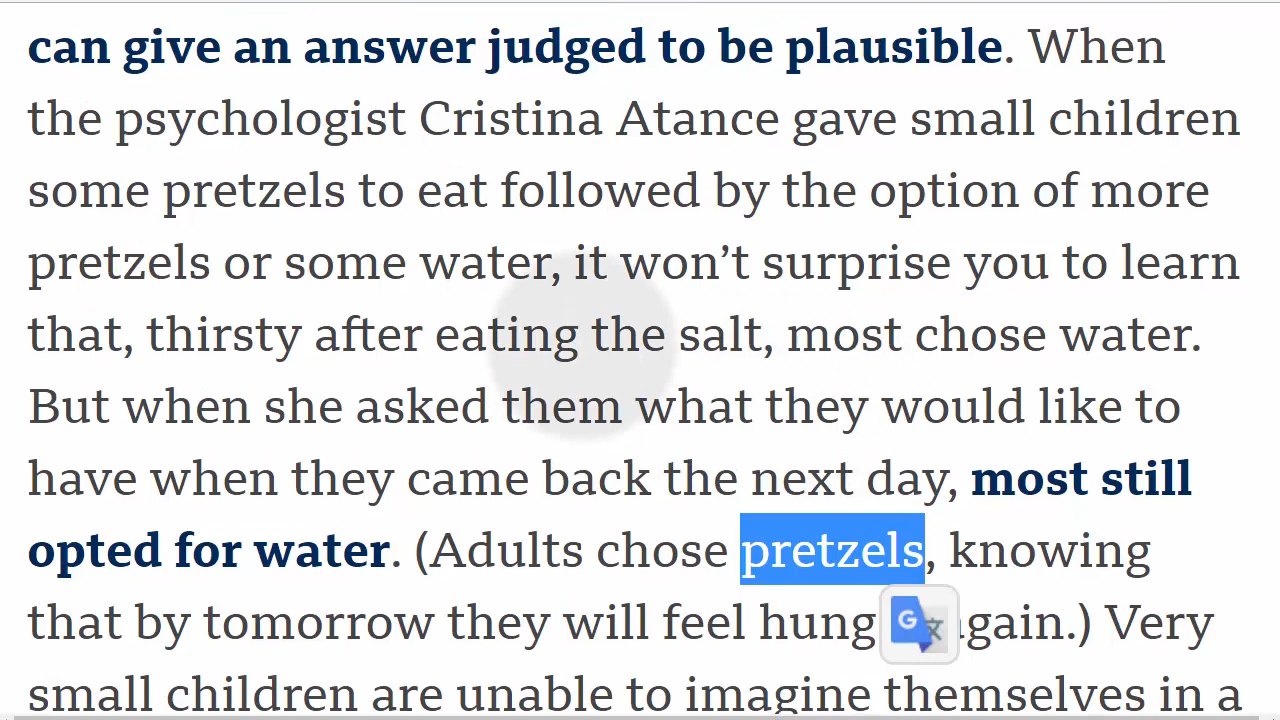 can give an answer judged to be plausible. When
the psychologist Cristina Atance gave small children
some pretzels to eat followed by the option of more
pretzels or some water, it won’t surprise you to learn
that, thirsty after eating the salt, most chose water.
But when she asked them what they would like to
have when they came back the next day, most still
opted for water. (Adults chose pretzels, knowing
that by tomorrow they will feel hung G 文 again.) Very
small children are unable to imagine themselves in a